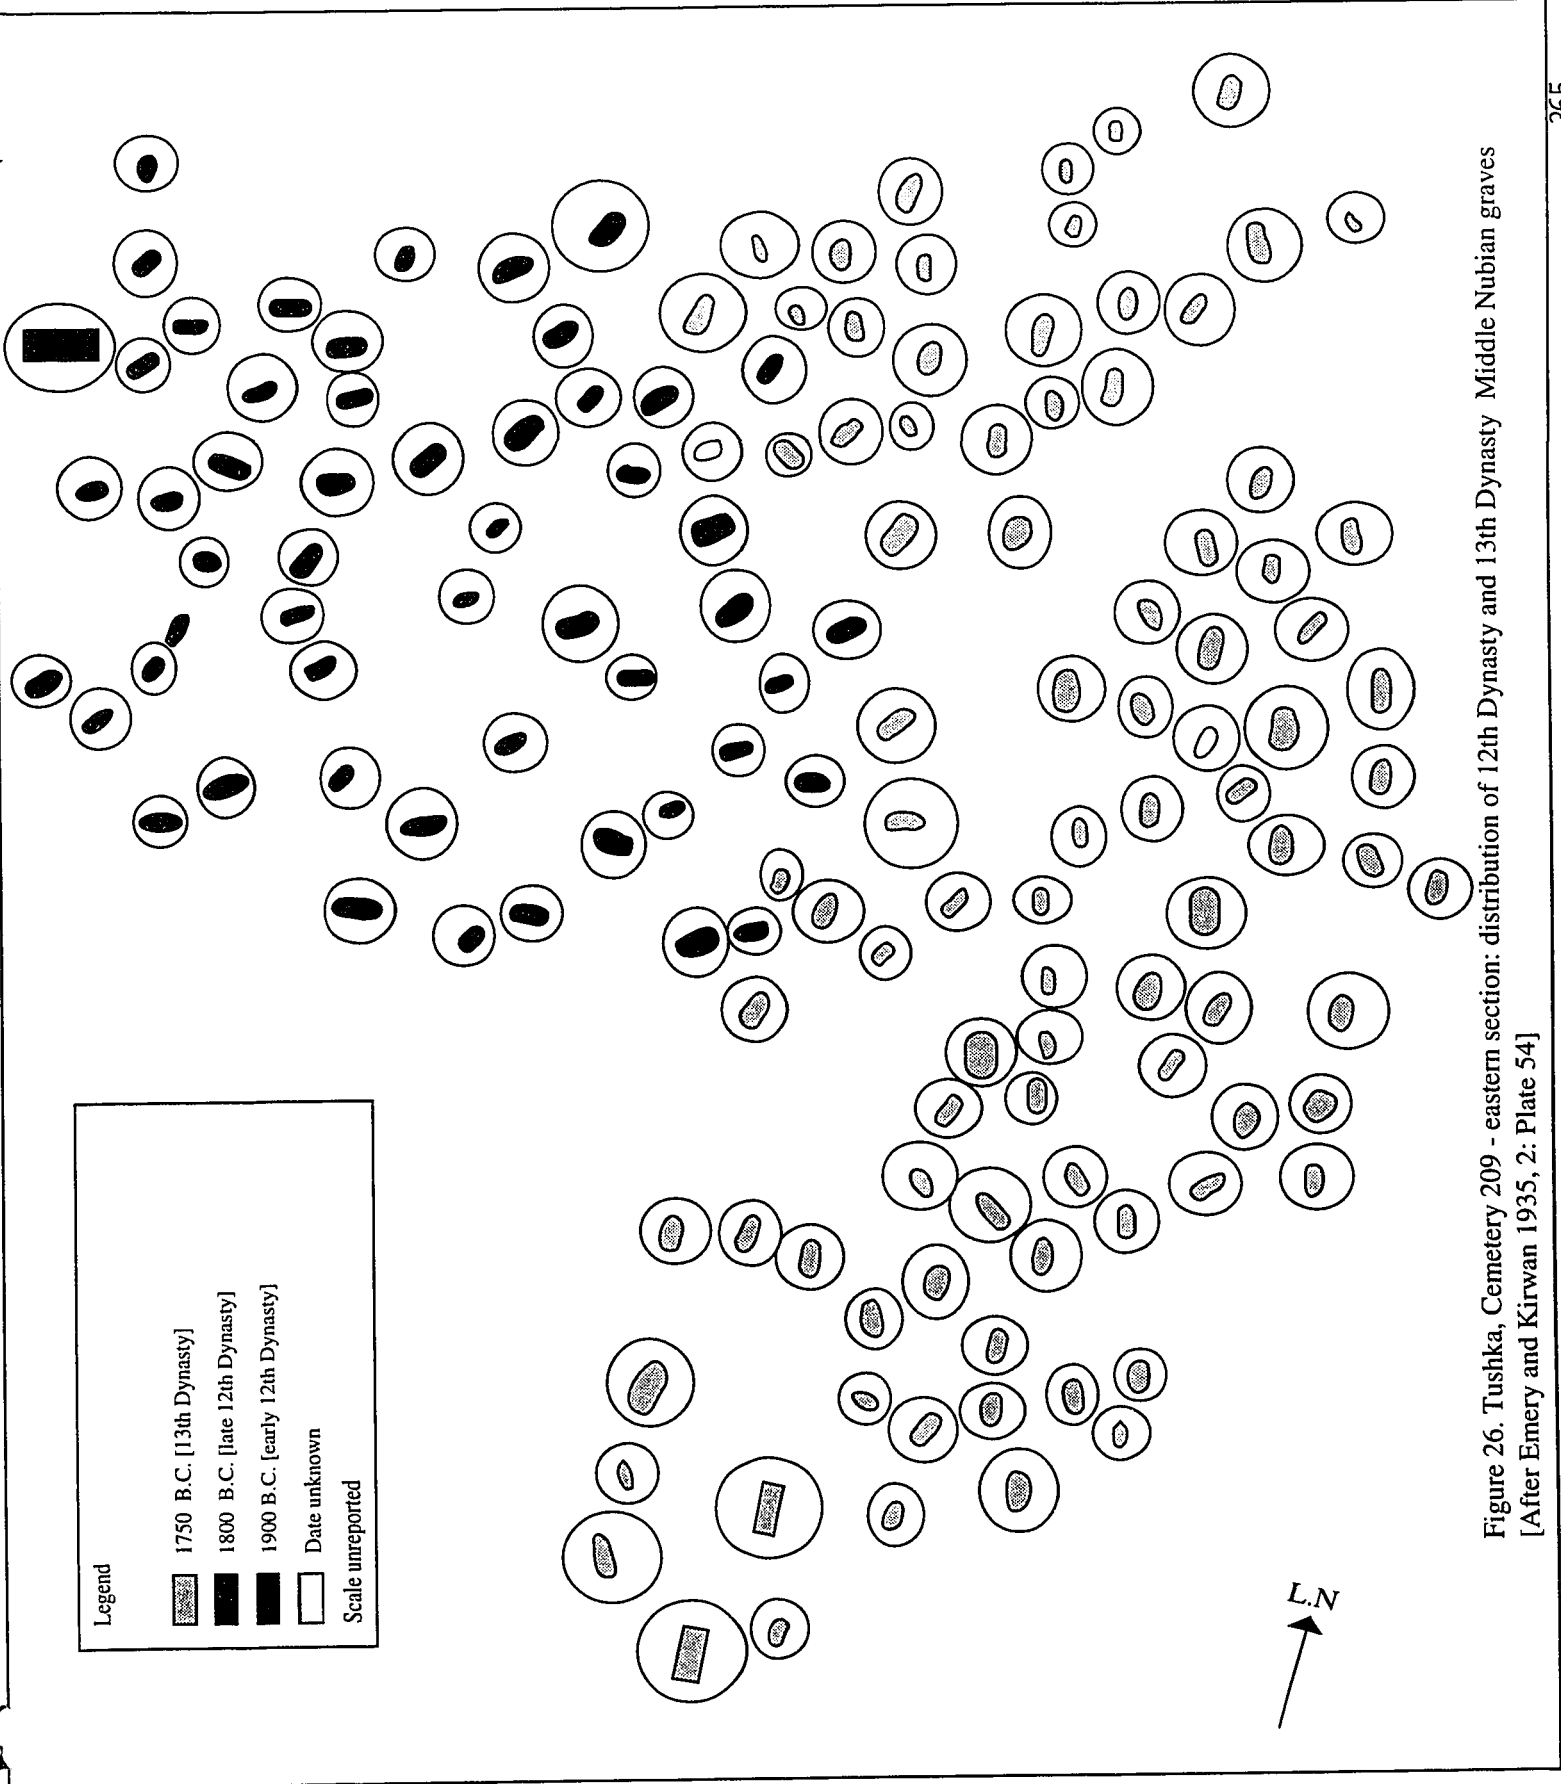 Legend
1750 B.C. [13th Dynasty]
1800 B.C. [late 12th Dynasty]
1900 B.C. [early 12th Dynasty]
Date unknown
Scale unreported
L.N
Figure 26. Tushka, Cemetery 209 - eastern section: distribution of 12th Dynasty and 13th Dynasty Middle Nubian graves
[After Emery and Kirwan 1935, 2: Plate 54]
265